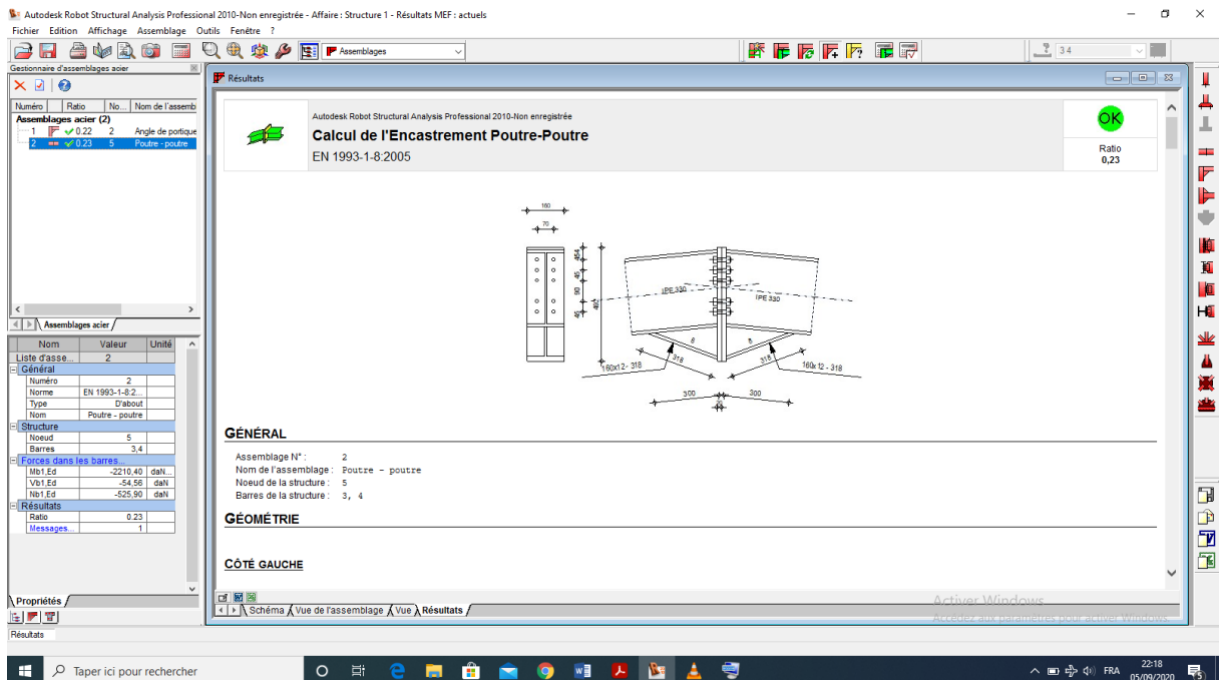 Autodesk Robot Structural Analysis Professional 2010-Non enregistrée - Affaire : Structure 1 - Résultats MEF : actuels
Fichier Edition Affichage Assemblage Outils Fenêtre ?
Assemblages
3 4
Gestionnaire d'assemblages acier
Numéro Ratio No... Nom de l'assemb
Assemblages acier (2)
1 0.22 2 Angle de portique
2 0.23 5 Poutre - poutre
Assemblages acier
Nom Valeur Unité
Liste d'asse... 2
Général
Numéro 2
Norme EN 1993-1-8:2...
Type D'about
Nom Poutre - poutre
Structure
Noeud 5
Barres 3,4
Forces dans les barres...
Mb1,Ed -2210,40 daN...
Vb1,Ed -54,56 daN
Nb1,Ed -525,90 daN
Résultats
Ratio 0.23
Messages... 1
Propriétés
Résultats
Résultats
Autodesk Robot Structural Analysis Professional 2010-Non enregistrée
Calcul de l'Encastrement Poutre-Poutre
EN 1993-1-8:2005
OK
Ratio
0,23
160
70
45
90
45
IPE 330
IPE 330
6
318
318
160x12 - 318
160x 12 - 318
300
300
GÉNÉRAL
Assemblage N° : 2
Nom de l'assemblage : Poutre - poutre
Noeud de la structure : 5
Barres de la structure : 3, 4
GÉOMÉTRIE
CÔTÉ GAUCHE
Schéma Vue de l'assemblage Vue Résultats
Activer Windows
Accédez aux paramètres pour activer Windows.
Taper ici pour rechercher
FRA
22:18
05/09/2020